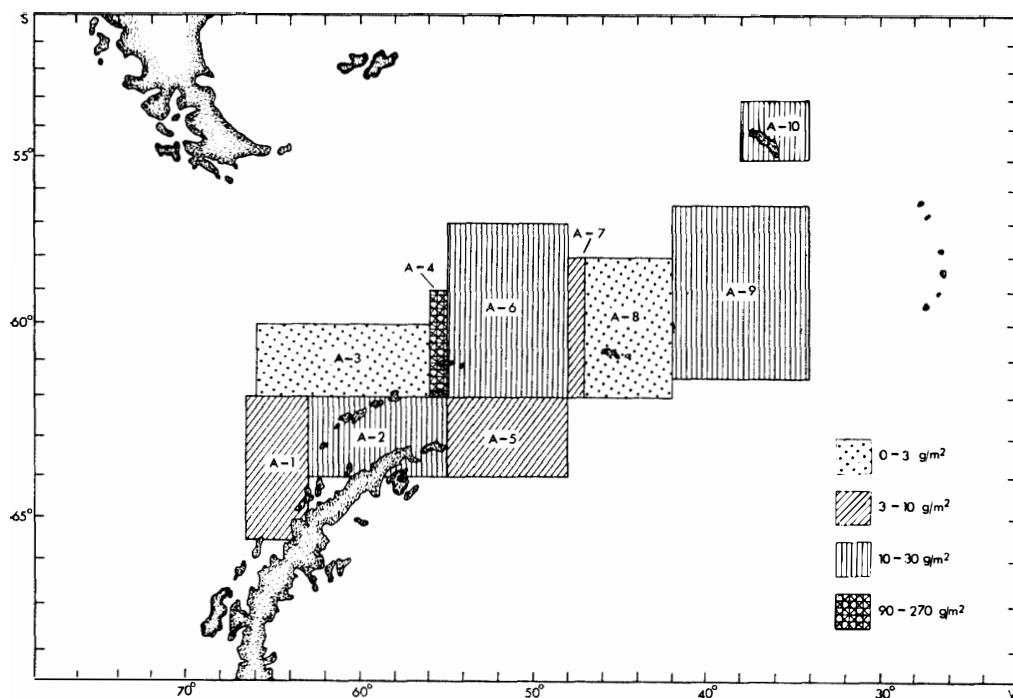 S
55°
A-10
A-7
A-4
A-6
A-9
A-8
60°
A-3
A-2
A-1
A-5
0-3 g/m²
3-10 g/m²
65°
10-30 g/m²
90-270 g/m²
70°
60°
50°
40°
30°
W